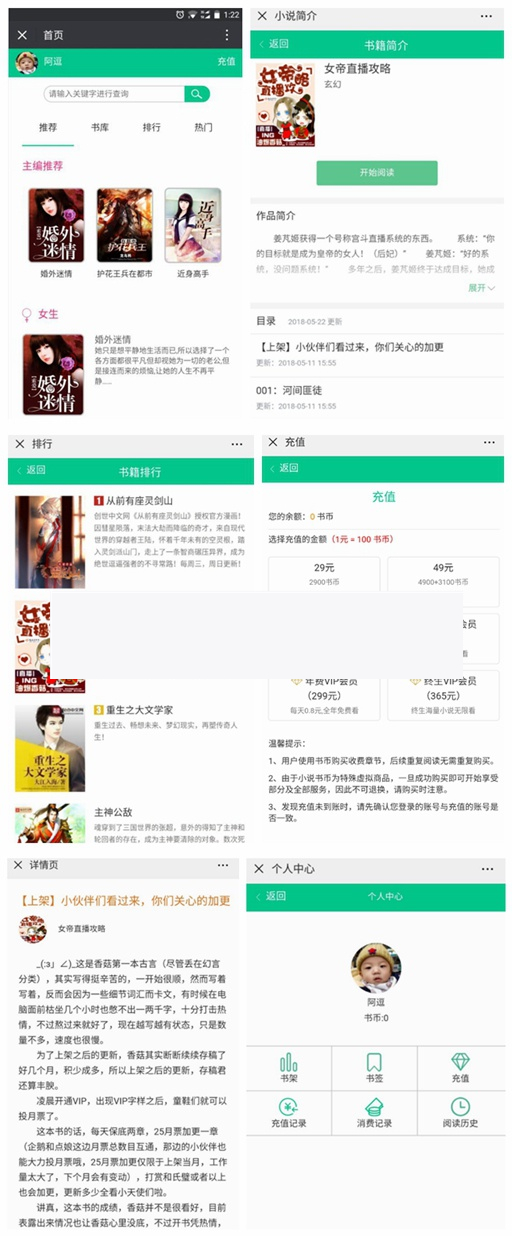 1:22
首页
阿逗
充值
请输入关键字进行查询
推荐
书库
排行
热门
主编推荐
婚外迷情
护花兵王
近身高手
婚外迷情
护花兵王在都市
近身高手
女生
婚外迷情
婚外迷情
她只是想平静地生活而已,所以选择了一个
各方面都很平凡但却视她为一切的老公,但
是接连而来的烦恼,让她的人生不再平
静.....
小说简介
返回
书籍简介
女帝直播攻略
女帝直播攻略
玄幻
开始阅读
作品简介
姜芃姬获得一个号称宫斗直播系统的东西。 系统：“你
的目标就是成为皇帝的女人！（后妃）” 姜芃姬：“好的系
统，没问题系统！” 多年之后，姜芃姬终于达成目标，她成
展开
目录
2018-05-22 更新
【上架】小伙伴们看过来，你们关心的加更
更新：2018-05-11 15:55
001：河间匪徒
更新：2018-05-11 15:55
排行
返回
书籍排行
1 从前有座灵剑山
创世中文网《从前有座灵剑山》授权官方漫画！
因彗星陨落，末法大劫而降临的奇才，来自现代
世界的穿越者王陆，怀着千年未有的空灵根，踏
入灵剑派山门，走上了一条智商碾压异界，成为
绝世逗逼强者的不寻常路！每周三，周日更新！
女帝
直播
3 重生之大文学家
重生过去、畅想未来、梦幻现实，再塑传奇人
生！
重生之
大文学家
主神公敌
魂穿到了三国世界的张超，意外的得知了主神和
轮回者的存在，成为主神要清除的对象。数次死
充值
返回
充值
您的余额：0 书币
选择充值的金额（1元 = 100 书币）
29元
2900书币
49元
4900+3100书币
会员
年费VIP会员
（299元）
每天0.8元,全年免费看
终生VIP会员
（365元）
终生海量小说无限看
温馨提示：
1、用户使用书币购买收费章节，后续重复阅读无需重复购买。
2、由于小说书币为特殊虚拟商品，一旦成功购买即可开始享受
部分及全部服务，因此不可退换，请购买时注意。
3、发现充值未到账时，请先确认您登录的账号与充值的账号是
否一致。
详情页
【上架】小伙伴们看过来，你们关心的加更
女帝直播攻略
_(:з」∠)_这是香菇第一本古言（尽管丢在幻言
分类），其实写得挺辛苦的，一开始很顺，然而写着
写着，反而会因为一些细节词汇而卡文，有时候在电
脑面前枯坐几个小时也憋不出一两千字，十分打击热
情，不过熬过来就好了，现在越写越有状态，只是数
量不多，速度也很慢。
为了上架之后的更新，香菇其实断断续续存稿了
好几个月，积少成多，所以上架之后的更新，存稿君
还算丰腴。
凌晨开通VIP，出现VIP字样之后，童鞋们就可以
投月票了。
这本书的话，每天保底两章，25月票加更一章
（企鹅和点娘这边月票总数目互通，那边的小伙伴也
能大力投月票哦，25月票加更仅限于上架当月，工作
量太大了，下个月会有变动），打赏和氏璧或者以上
也会加更，更新多少全看小天使们啦。
讲真，这本书的成绩，香菇并不是很看好，目前
表露出来情况也让香菇心里没底，不过开书凭热情，
个人中心
返回
个人中心
阿逗
书币:0
书架
书签
充值
充值记录
消费记录
阅读历史